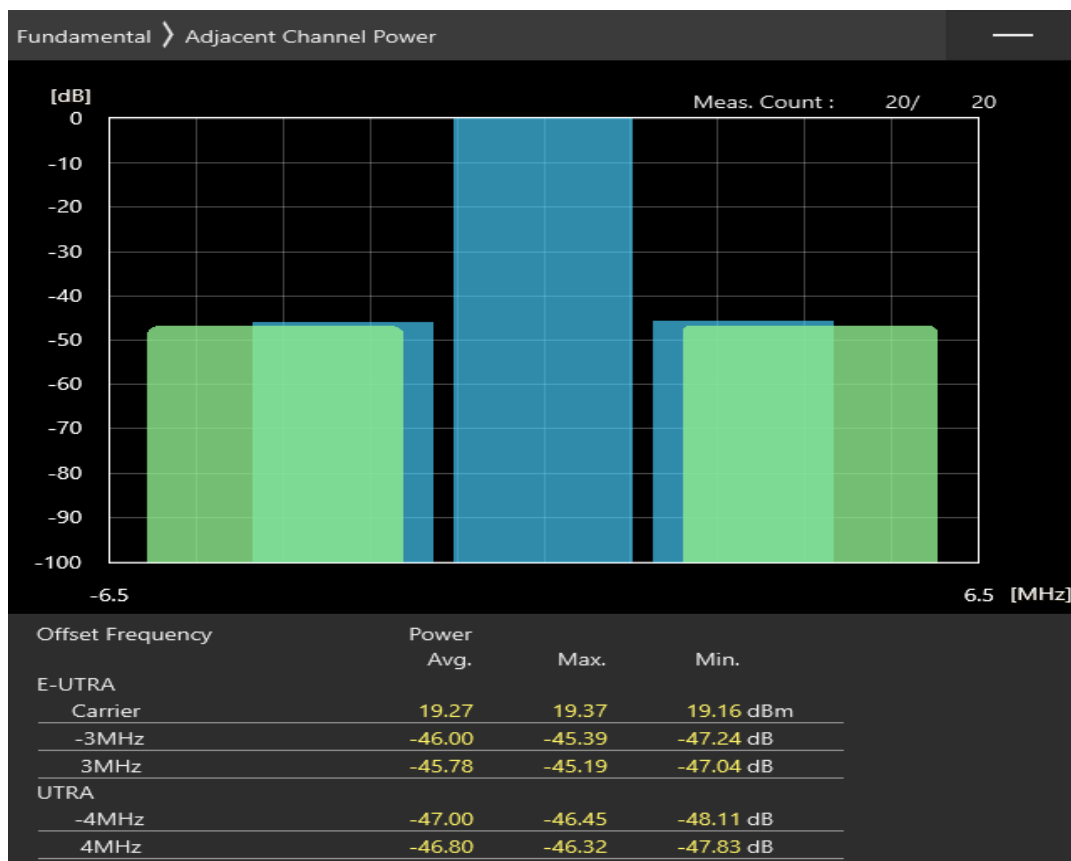 Fundamental ❯ Adjacent Channel Power
[dB]
Meas. Count : 20/ 20
0
-10
-20
-30
-40
-50
-60
-70
-80
-90
-100
-6.5 6.5 [MHz]
Offset Frequency Power
Avg. Max. Min.
E-UTRA
Carrier 19.27 19.37 19.16 dBm
-3MHz -46.00 -45.39 -47.24 dB
3MHz -45.78 -45.19 -47.04 dB
UTRA
-4MHz -47.00 -46.45 -48.11 dB
4MHz -46.80 -46.32 -47.83 dB